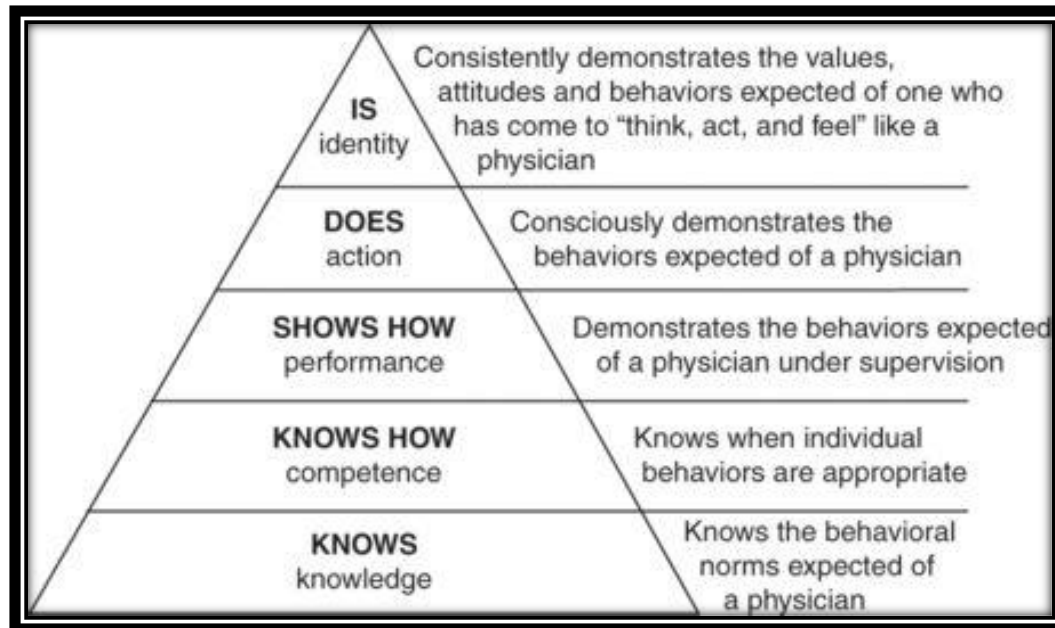 IS
identity
Consistently demonstrates the values,
attitudes and behaviors expected of one who
has come to “think, act, and feel” like a
physician
DOES
action
Consciously demonstrates the
behaviors expected of a physician
SHOWS HOW
performance
Demonstrates the behaviors expected
of a physician under supervision
KNOWS HOW
competence
Knows when individual
behaviors are appropriate
KNOWS
knowledge
Knows the behavioral
norms expected of
a physician